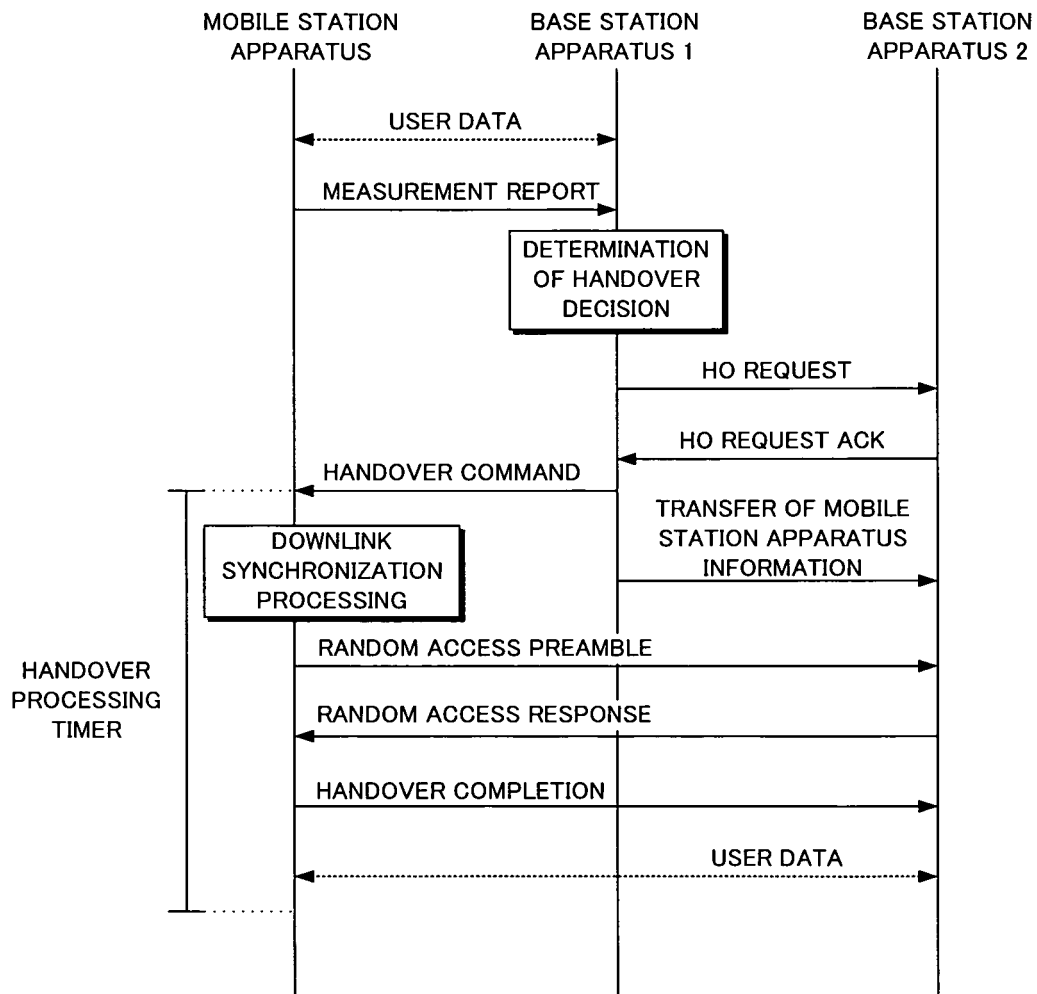 MOBILE STATION
APPARATUS
BASE STATION
APPARATUS 1
BASE STATION
APPARATUS 2
USER DATA
MEASUREMENT REPORT
DETERMINATION
OF HANDOVER
DECISION
HO REQUEST
HO REQUEST ACK
HANDOVER COMMAND
TRANSFER OF MOBILE
STATION APPARATUS
INFORMATION
DOWNLINK
SYNCHRONIZATION
PROCESSING
RANDOM ACCESS PREAMBLE
HANDOVER
PROCESSING
TIMER
RANDOM ACCESS RESPONSE
HANDOVER COMPLETION
USER DATA